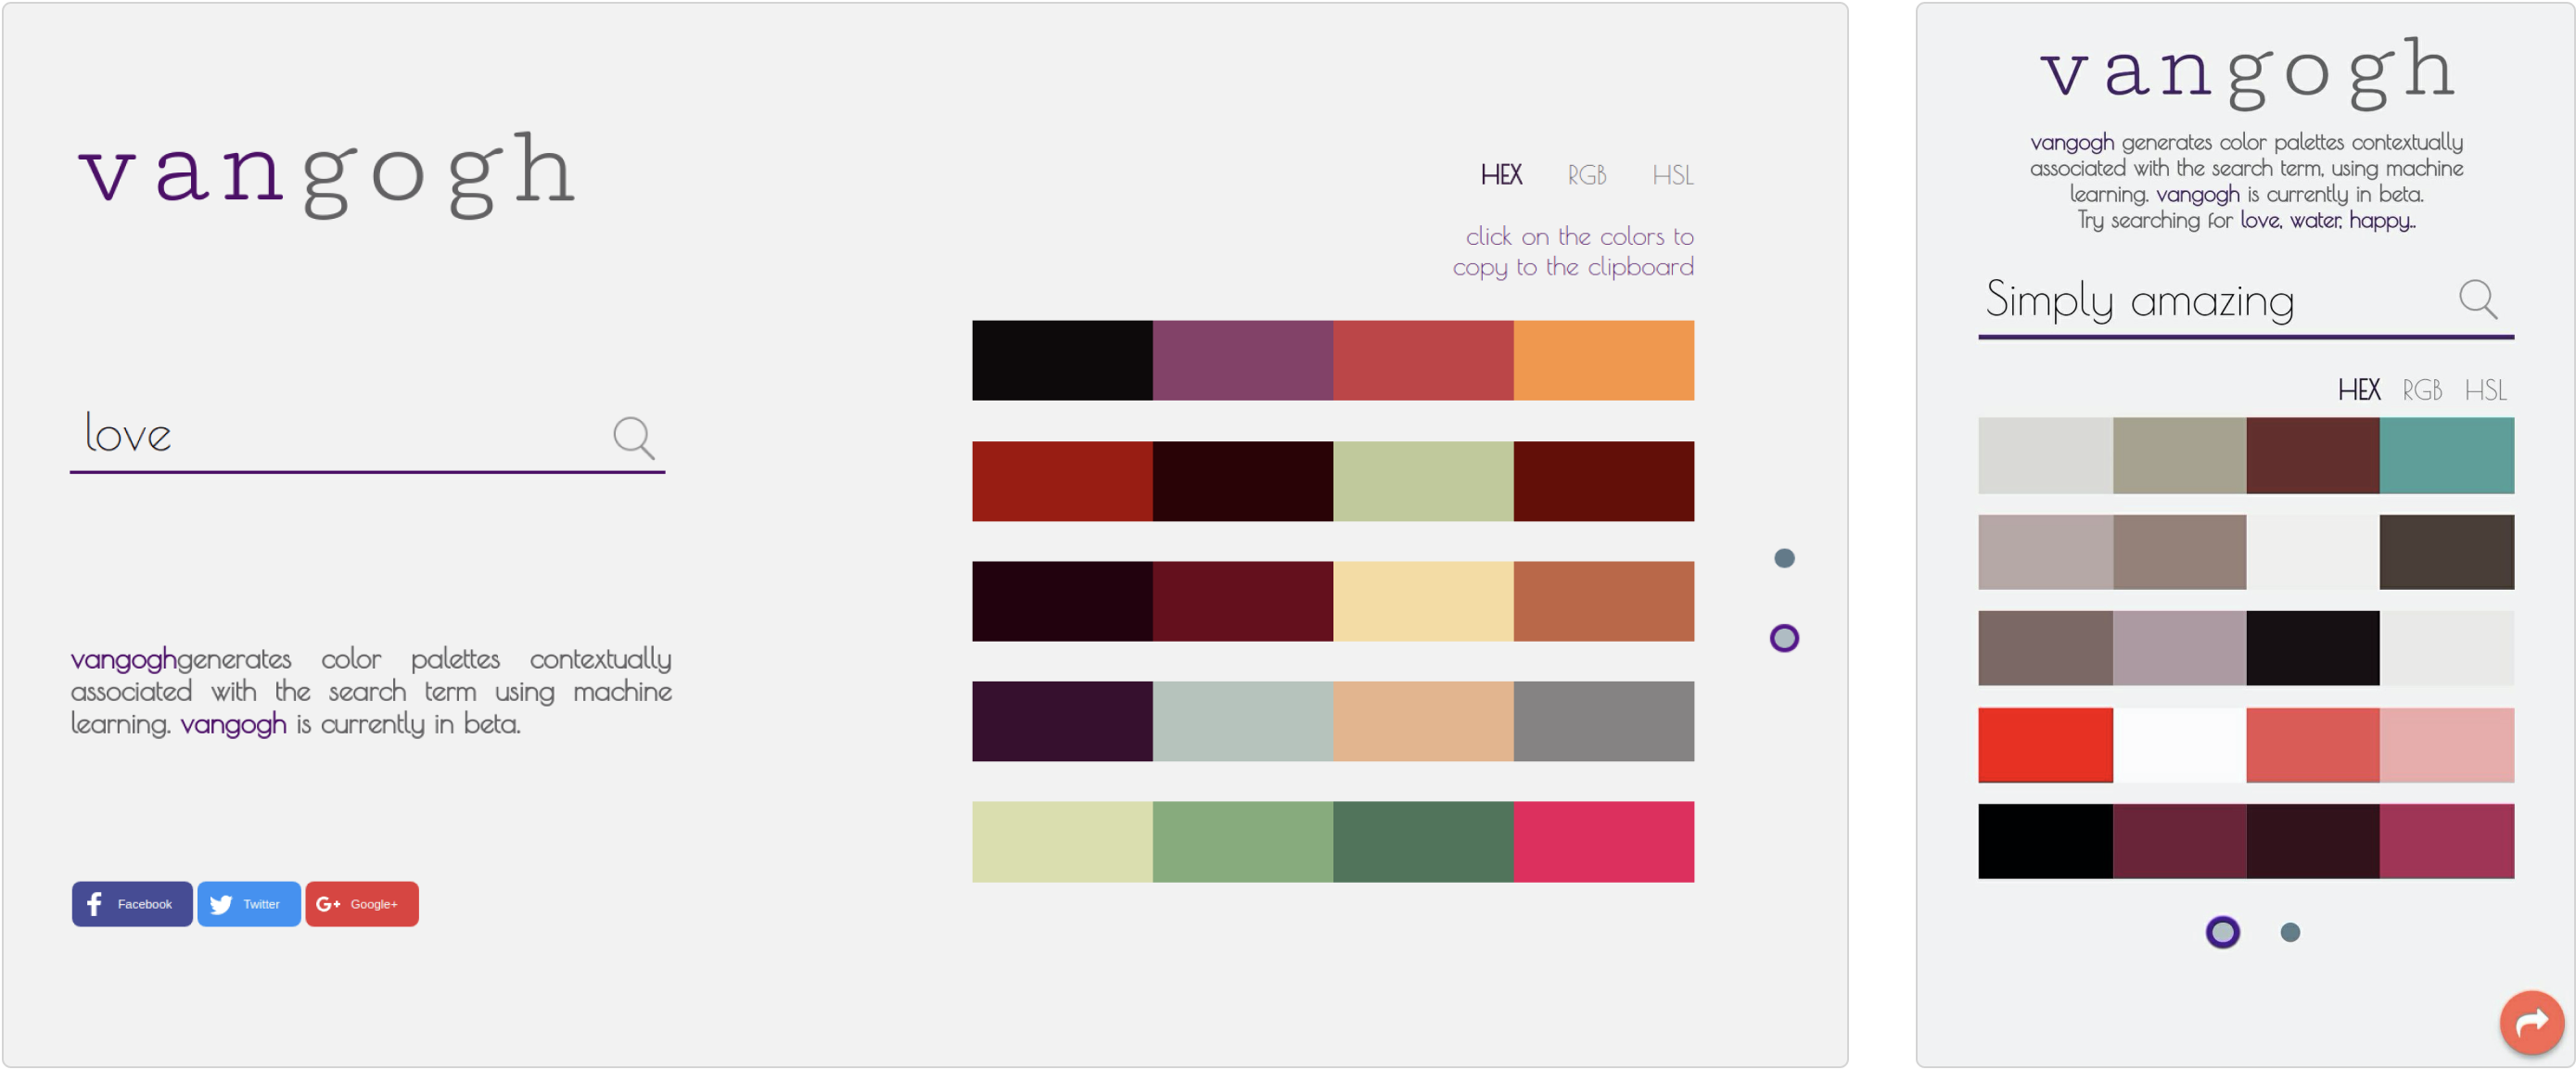 vangogh
HEX RGB HSL
click on the colors to
copy to the clipboard
love
vangoghgenerates color palettes contextually
associated with the search term using machine
learning. vangogh is currently in beta.
Facebook Twitter G+ Google+
vangogh
vangogh generates color palettes contextually
associated with the search term, using machine
learning. vangogh is currently in beta.
Try searching for love, water, happy..
Simply amazing
HEX RGB HSL